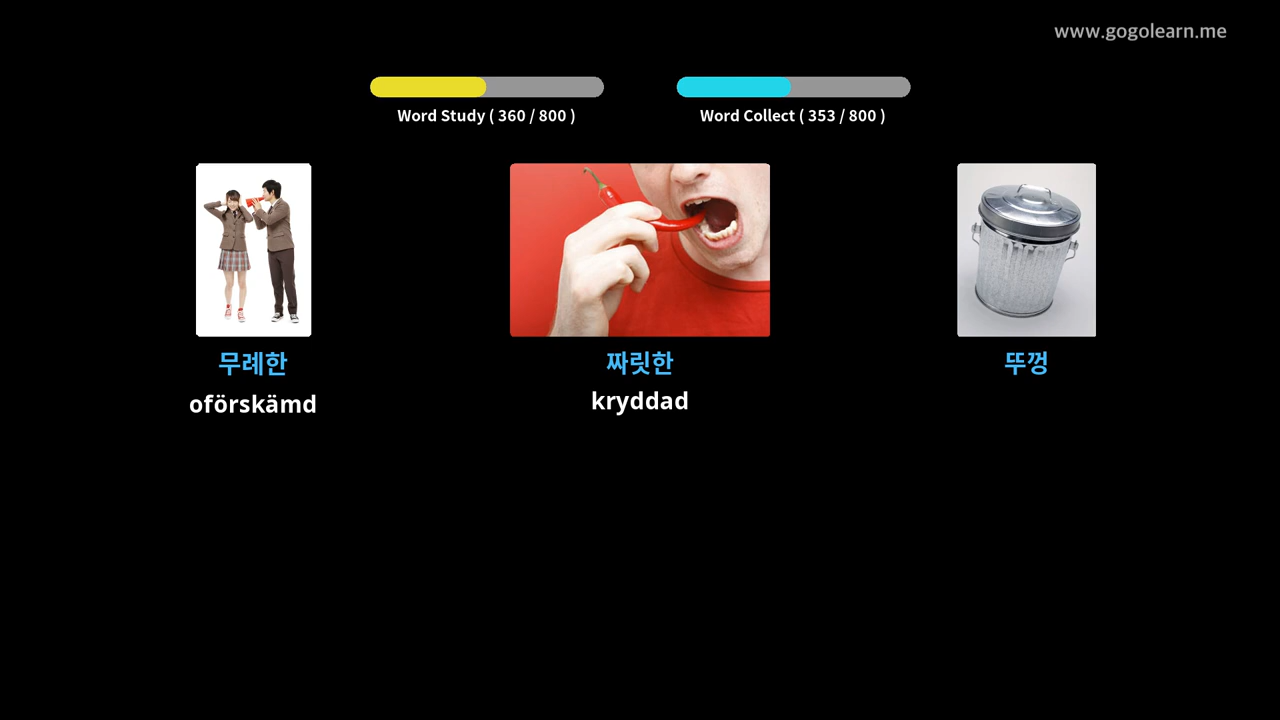 www.gogolearn.me
Word Study ( 360 / 800 )
Word Collect ( 353 / 800 )
무례한
oförskämd
짜릿한
kryddad
뚜껑